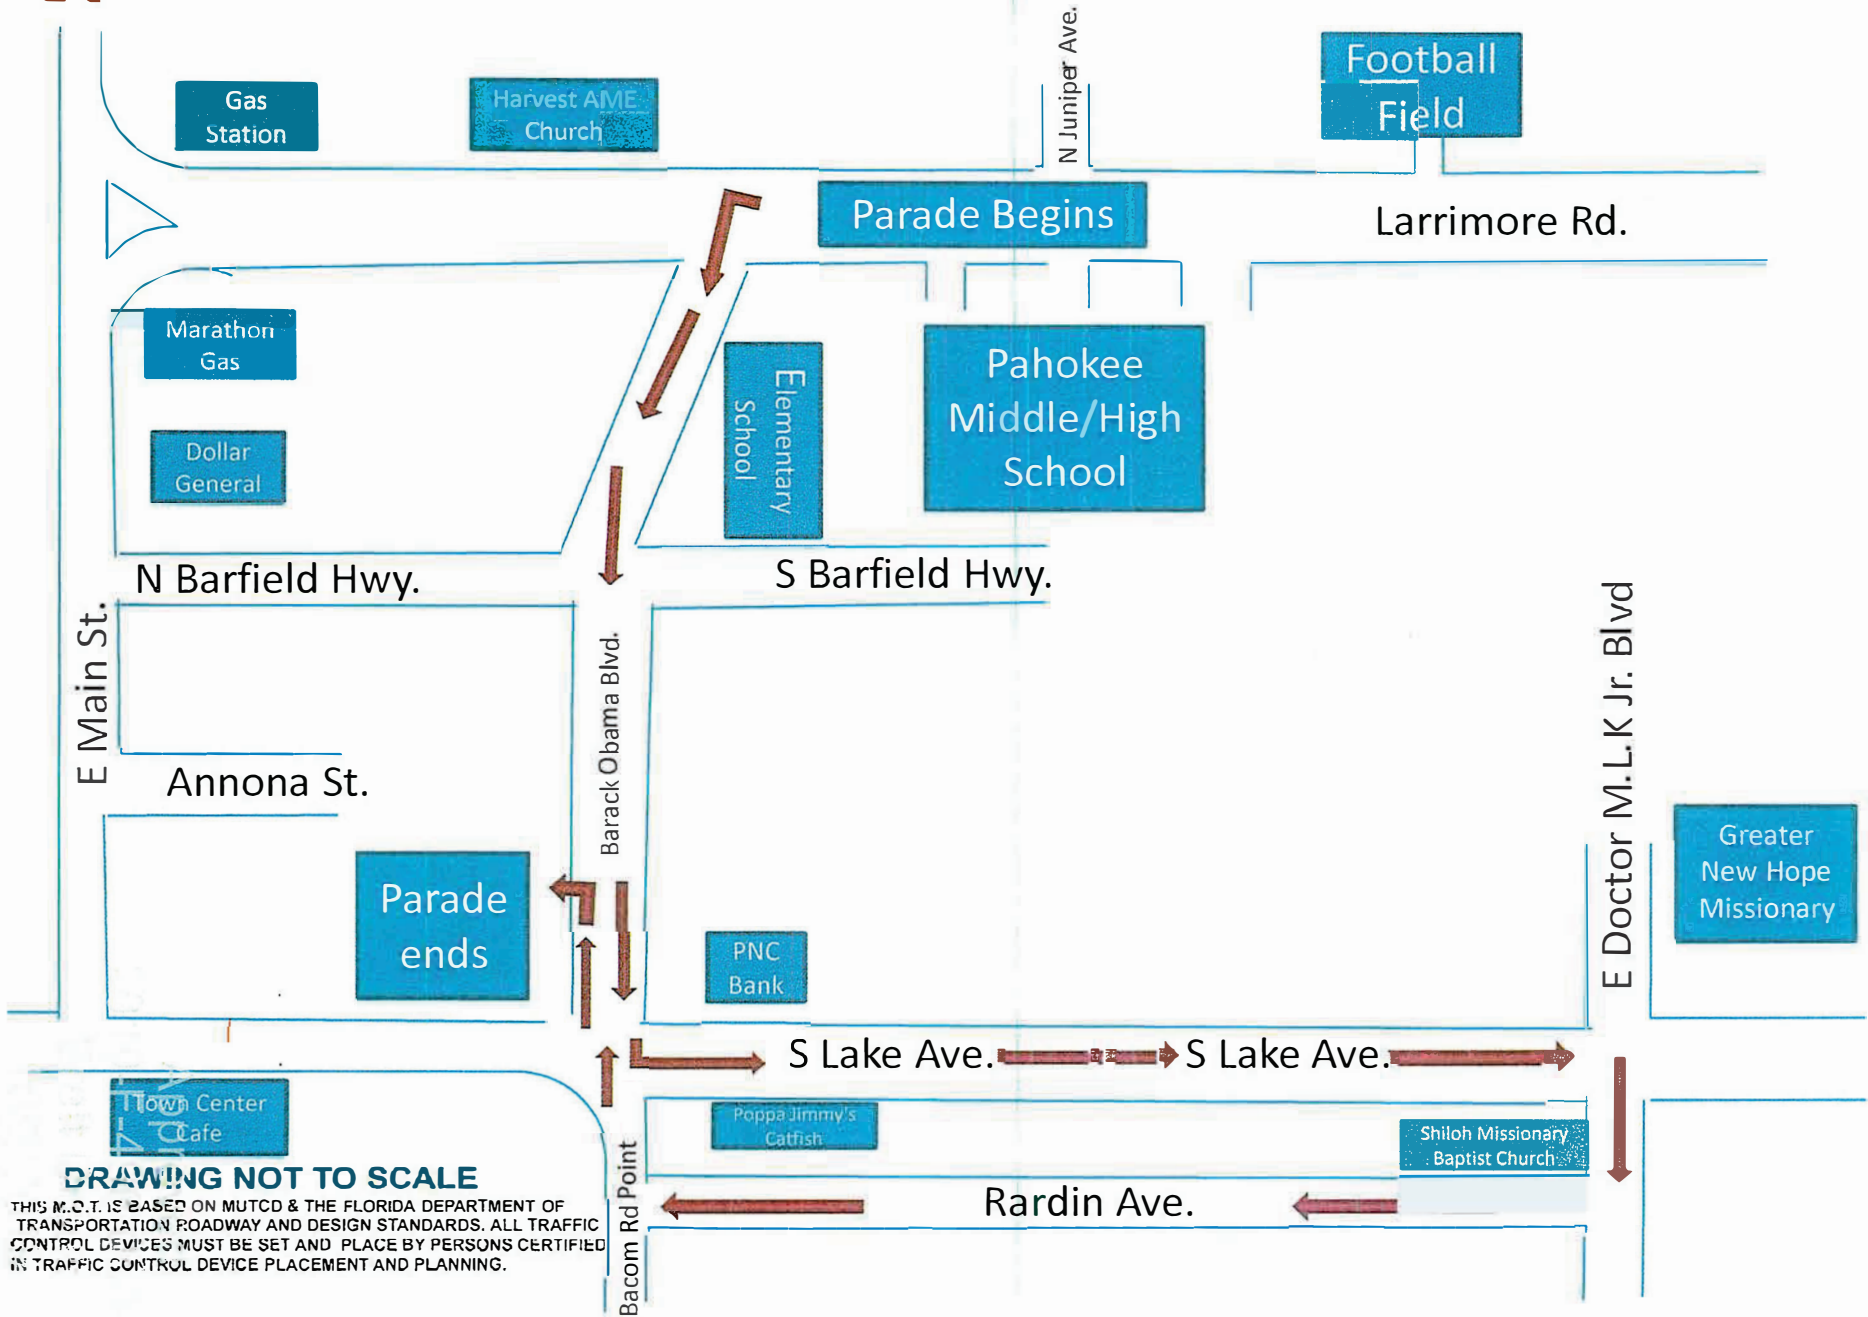 N Juniper Ave.
Football
Field
Gas
Station
Harvest AME
Church
Parade Begins
Larrimore Rd.
Marathon
Gas
Elementary
School
Pahokee
Middle/High
School
Dollar
General
N Barfield Hwy.
S Barfield Hwy.
E Main St.
Barack Obama Blvd.
E Doctor M.L.K Jr. Blvd
Annona St.
Greater
New Hope
Missionary
Parade
ends
PNC
Bank
S Lake Ave.
S Lake Ave.
Town Center
Cafe
Poppa Jimmy's
Catfish
Shiloh Missionary
Baptist Church
Bacom Rd Point
Rardin Ave.
DRAWING NOT TO SCALE
THIS M.O.T. IS BASED ON MUTCD & THE FLORIDA DEPARTMENT OF
TRANSPORTATION ROADWAY AND DESIGN STANDARDS. ALL TRAFFIC
CONTROL DEVICES MUST BE SET AND PLACE BY PERSONS CERTIFIED
IN TRAFFIC CONTROL DEVICE PLACEMENT AND PLANNING.